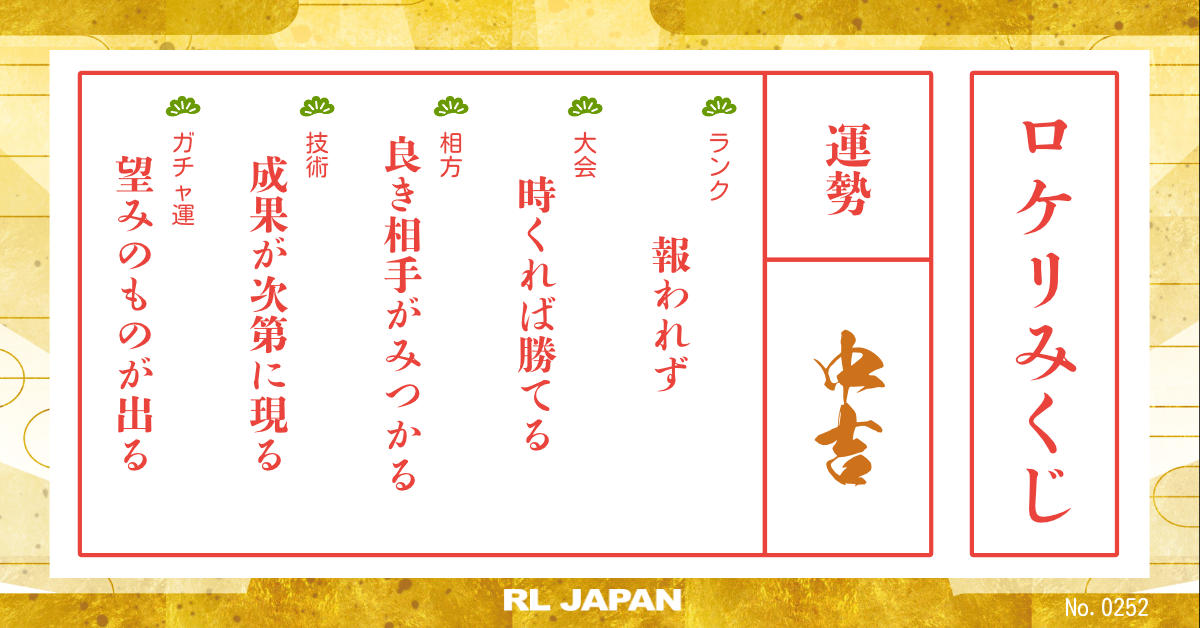 ロケリみくじ
運勢
中吉
ランク
報われず
大会
時くれば勝てる
相方
良き相手がみつかる
技術
成果が次第に現る
ガチャ運
望みのものが出る
RL JAPAN
No. 0252